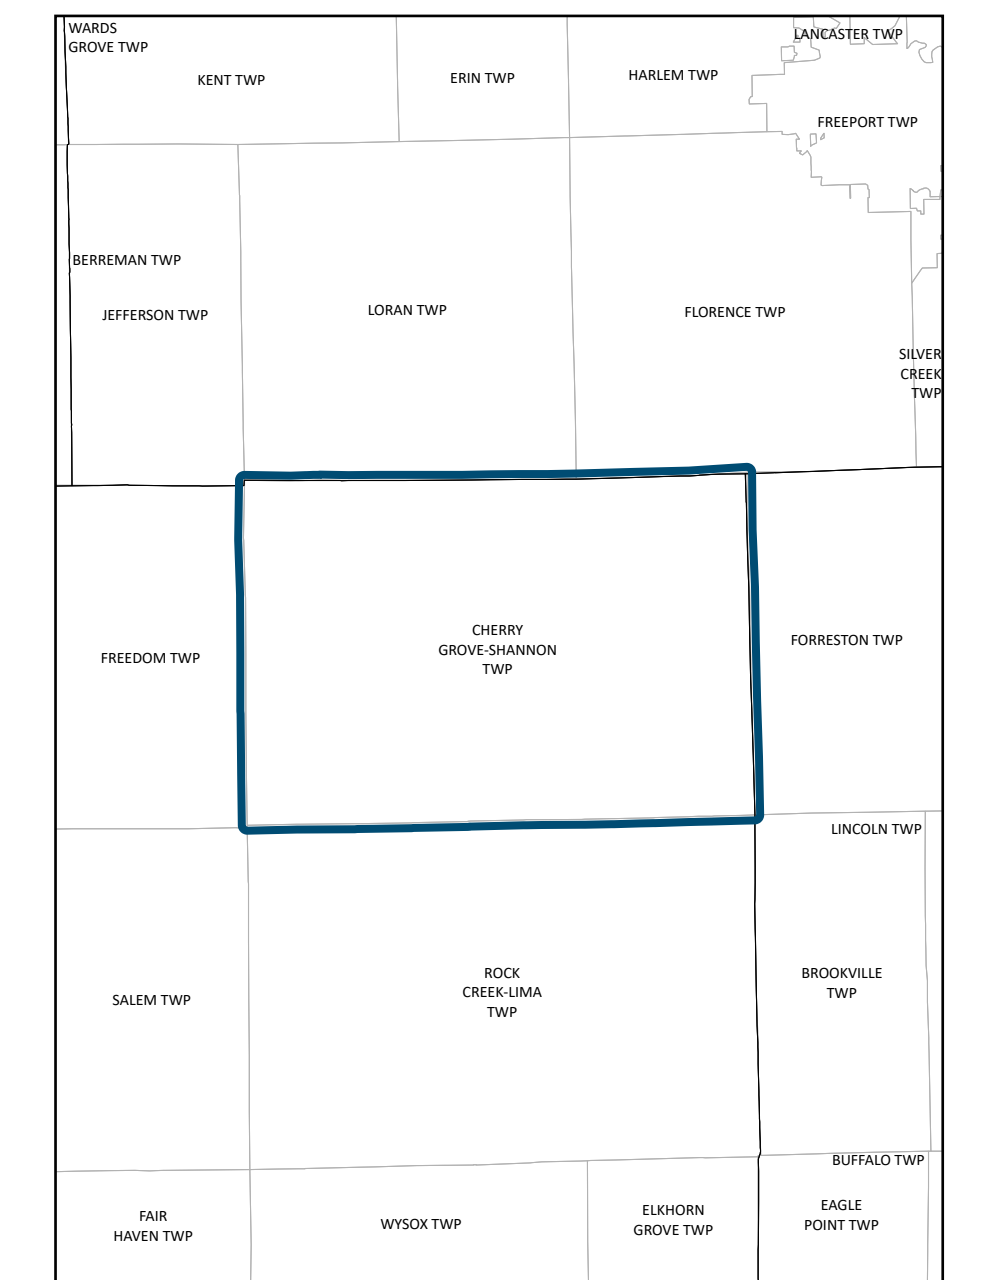 WARDS
GROVE TWP
KENT TWP
ERIN TWP
HARLEM TWP
LANCASTER TWP
FREEPORT TWP
BERREMAN TWP
JEFFERSON TWP
LORAN TWP
FLORENCE TWP
SILVER
CREEK
TWP
FREEDOM TWP
CHERRY
GROVE-SHANNON
TWP
FORRESTON TWP
LINCOLN TWP
SALEM TWP
ROCK
CREEK-LIMA
TWP
BROOKVILLE
TWP
BUFFALO TWP
FAIR
HAVEN TWP
WYSOX TWP
ELKHORN
GROVE TWP
EAGLE
POINT TWP